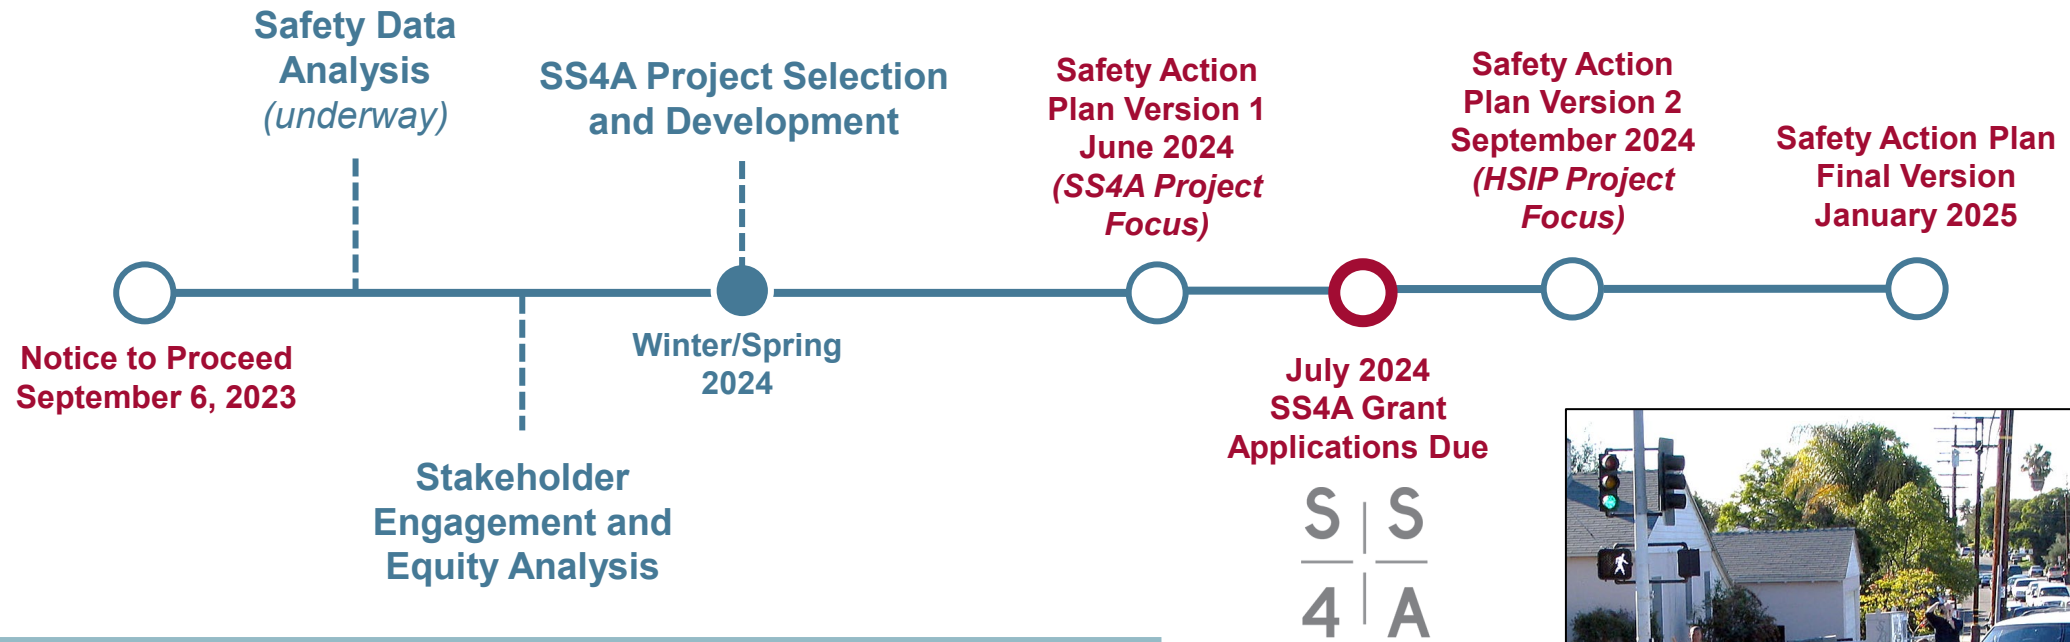 Safety Data
Analysis
(underway)
SS4A Project Selection
and Development
Safety Action
Plan Version 1
June 2024
(SS4A Project
Focus)
Safety Action
Plan Version 2
September 2024
(HSIP Project
Focus)
Safety Action Plan
Final Version
January 2025
Notice to Proceed
September 6, 2023
Winter/Spring
2024
July 2024
SS4A Grant
Applications Due
Stakeholder
Engagement and
Equity Analysis
S S
4 A